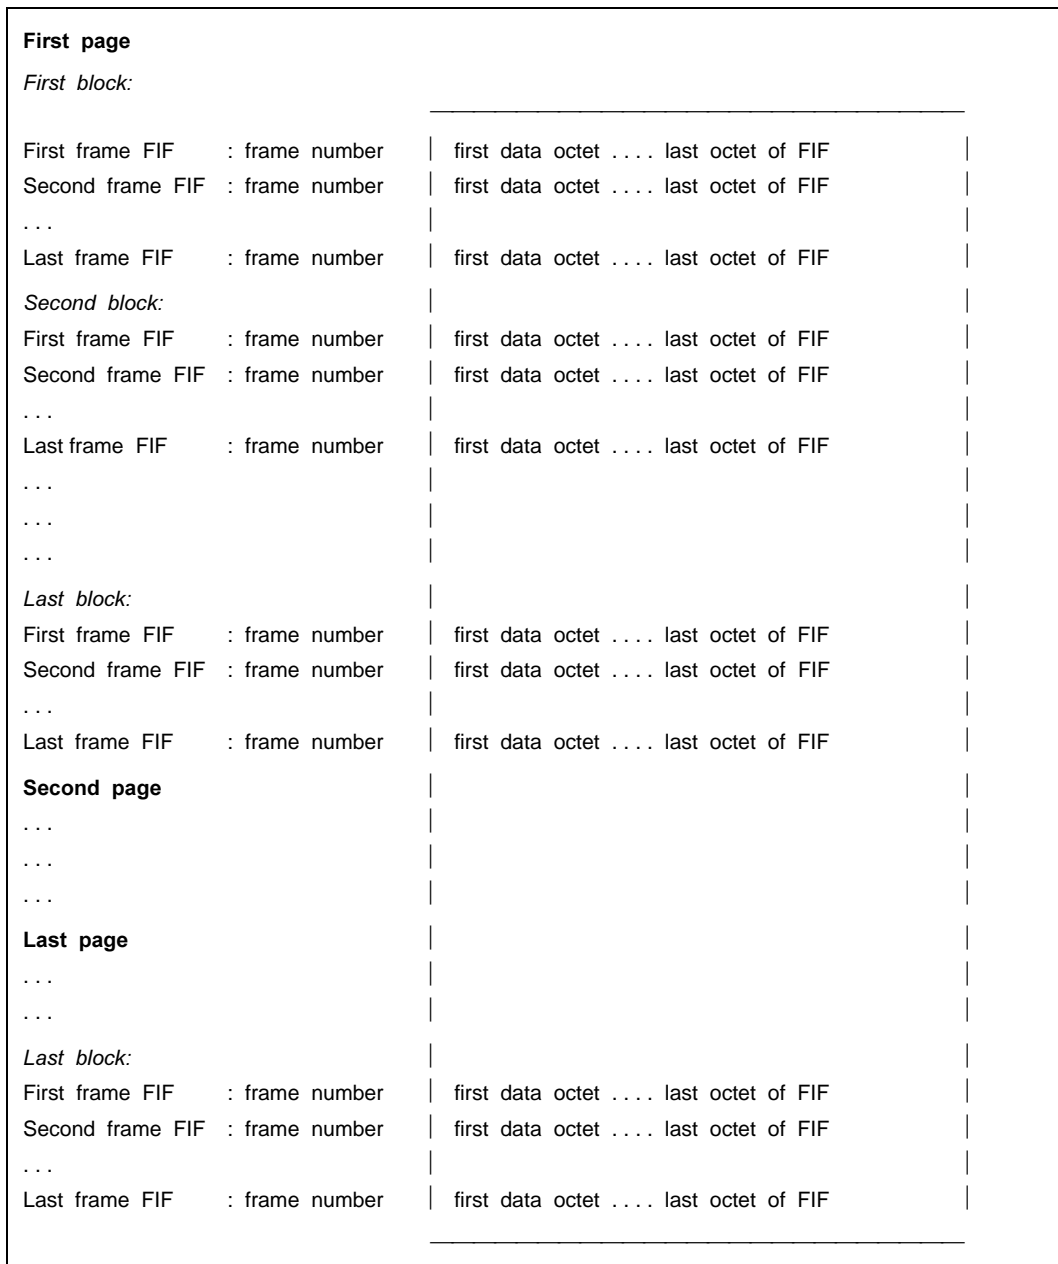 First page
First block:
First frame FIF : frame number | first data octet . . . . last octet of FIF |
Second frame FIF : frame number | first data octet . . . . last octet of FIF |
. . . | |
Last frame FIF : frame number | first data octet . . . . last octet of FIF |
Second block: | |
First frame FIF : frame number | first data octet . . . . last octet of FIF |
Second frame FIF : frame number | first data octet . . . . last octet of FIF |
. . . | |
Last frame FIF : frame number | first data octet . . . . last octet of FIF |
. . . | |
. . . | |
. . . | |
Last block: | |
First frame FIF : frame number | first data octet . . . . last octet of FIF |
Second frame FIF : frame number | first data octet . . . . last octet of FIF |
. . . | |
Last frame FIF : frame number | first data octet . . . . last octet of FIF |
Second page | |
. . . | |
. . . | |
. . . | |
Last page | |
. . . | |
. . . | |
Last block: | |
First frame FIF : frame number | first data octet . . . . last octet of FIF |
Second frame FIF : frame number | first data octet . . . . last octet of FIF |
. . . | |
Last frame FIF : frame number | first data octet . . . . last octet of FIF |